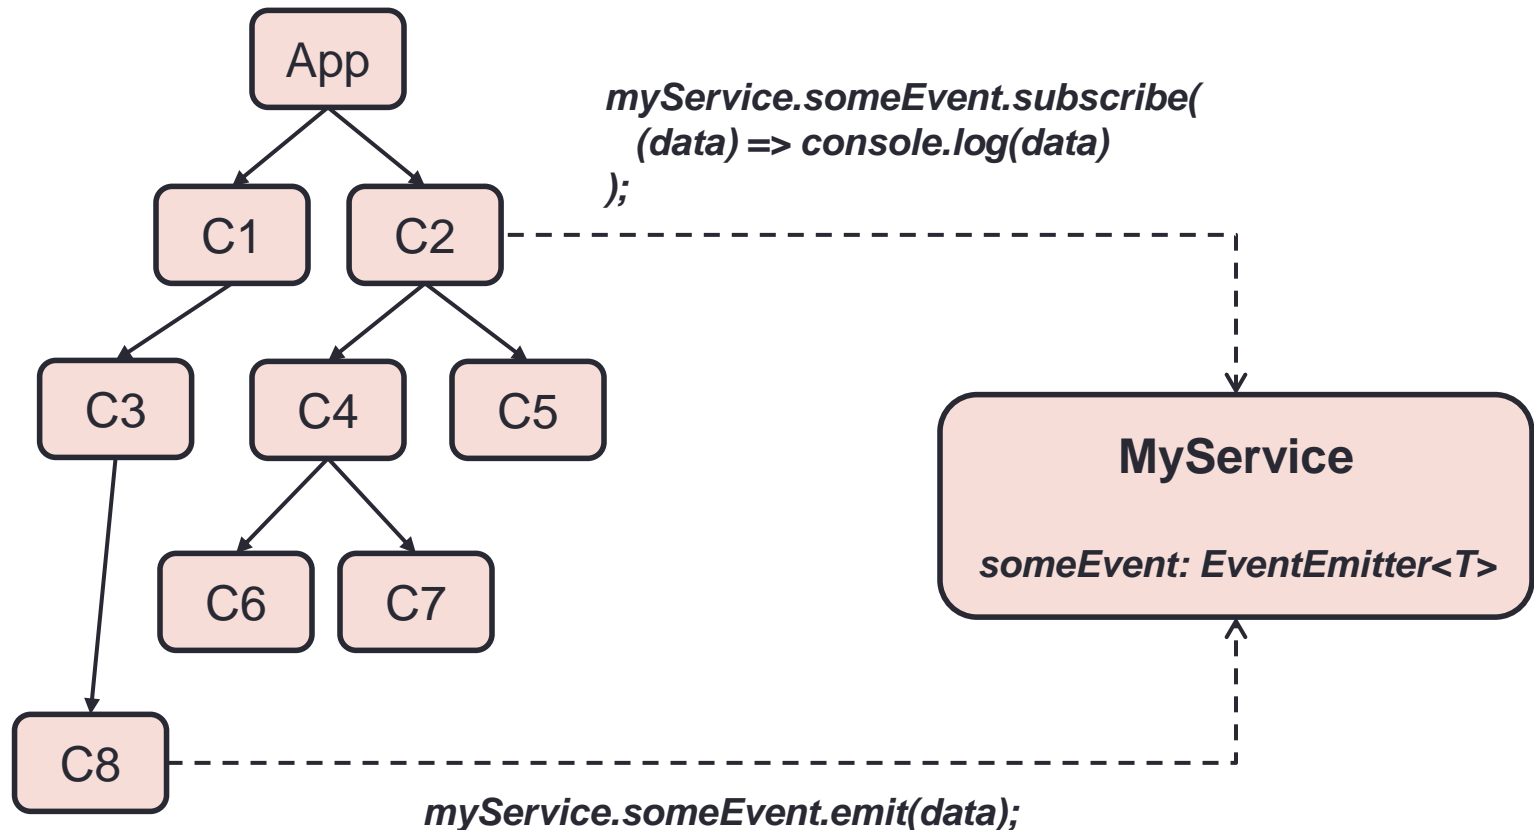 App
myService.someEvent.subscribe(
(data) => console.log(data)
);
C1
C2
C3
C4
C5
MyService
someEvent: EventEmitter<T>
C6
C7
C8
myService.someEvent.emit(data);